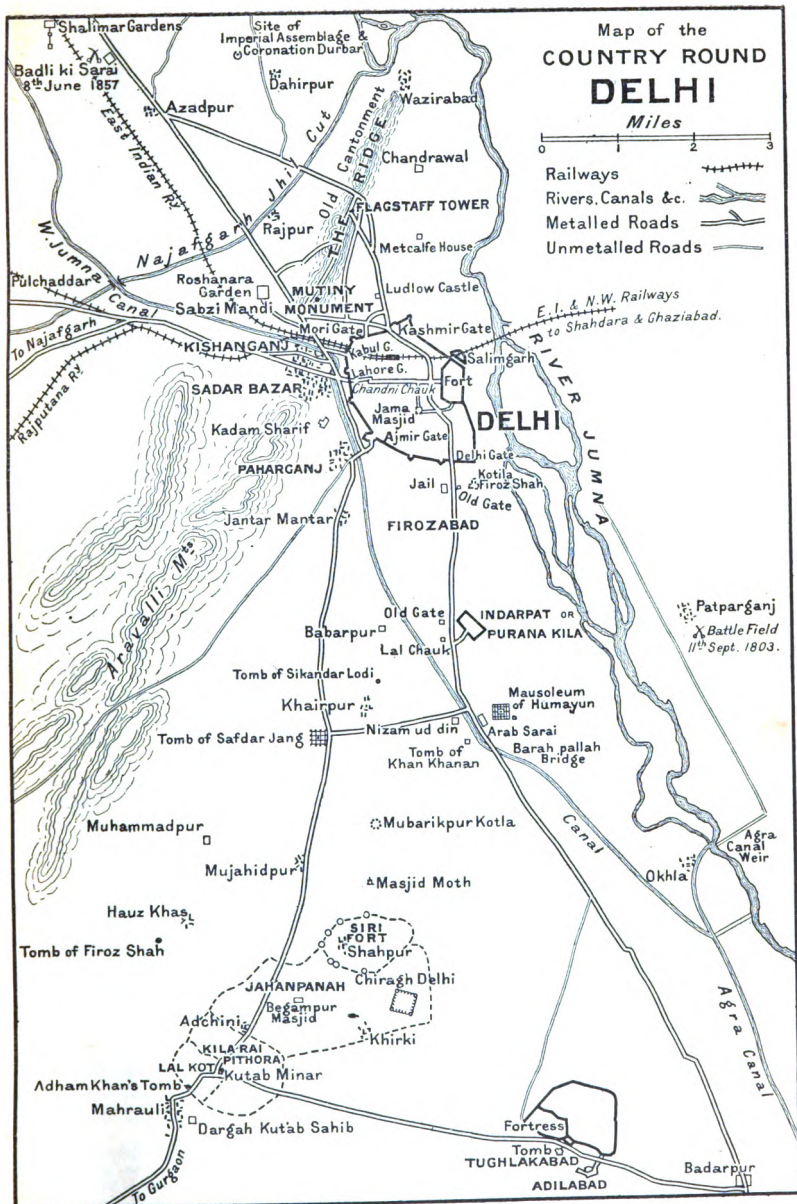 Map of the
COUNTRY ROUND
DELHI
Miles
0 1 2 3
Railways
Rivers, Canals &c.
Metalled Roads
Unmetalled Roads
Shalimar Gardens
Badli ki Sarai
8th June 1857
Site of
Imperial Assemblage &
Coronation Durbar
Dahirpur
Azadpur
Wazirabad
East Indian Ry.
Najafgarh Jhil Cut
Old Cantonment
THE RIDGE
Chandrawal
FLAGSTAFF TOWER
Rajpur
Metcalfe House
W. Jumna Canal
Pulchaddar
Roshanara
Garden
Sabzi Mandi
MUTINY
MONUMENT
Ludlow Castle
E. I. & N.W. Railways
to Shahdara & Ghaziabad.
To Najafgarh
Mori Gate
Kashmir Gate
KISHANGANJ
Kabul G.
Salimgarh
Lahore G.
Rajputana Ry
SADAR BAZAR
Chandni Chauk
Fort
RIVER JUMNA
Kadam Sharif
Jama
Masjid
DELHI
Ajmir Gate
PAHARGANJ
Delhi Gate
Kotila
Firoz Shah
Jail
Old Gate
Jantar Mantar
FIROZABAD
Aravalli Mts.
Old Gate
INDARPAT OR
PURANA KILA
Patparganj
Babarpur
Lal Chauk
Battle Field
11th Sept. 1803.
Tomb of Sikandar Lodi
Khairpur
Mausoleum
of Humayun
Tomb of Safdar Jang
Nizam ud din
Arab Sarai
Tomb of
Khan Khanan
Barah pallah
Bridge
Muhammadpur
Mubarikpur Kotla
Canal
Agra
Canal
Weir
Mujahidpur
Okhla
Masjid Moth
Hauz Khas
SIRI
FORT
Shahpur
Tomb of Firoz Shah
JAHANPANAH
Chiragh Delhi
Begampur
Masjid
Adchini
Khirki
Agra Canal
KILA RAI
PITHORA
LAL KOT
Kutab Minar
Adham Khan's Tomb
Mahrauli
Dargah Kutab Sahib
Fortress
Tomb
TUGHLAKABAD
ADILABAD
Badarpur
To Gurgaon